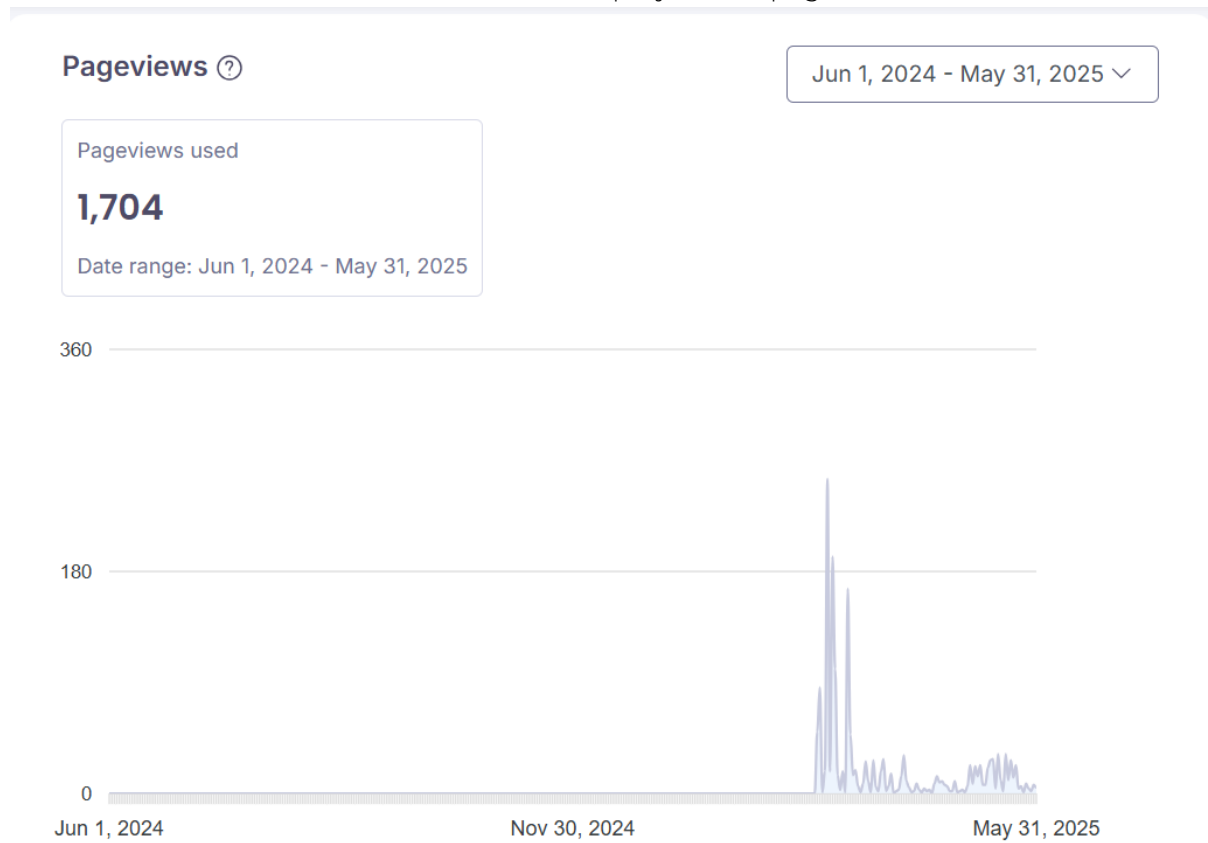 Pageviews ?
Jun 1, 2024 - May 31, 2025
Pageviews used
1,704
Date range: Jun 1, 2024 - May 31, 2025
360
180
0
Jun 1, 2024
Nov 30, 2024
May 31, 2025